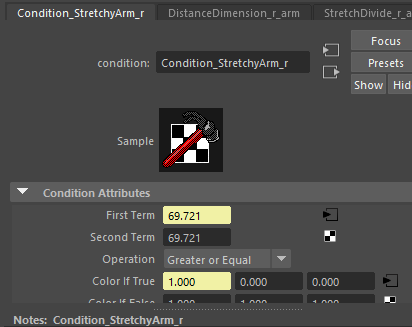 Condition_StretchyArm_r DistanceDimension_r_arm StretchDivide_r_a
Focus
condition: Condition_StretchyArm_r
Presets
Show Hid
Sample
Condition Attributes
First Term 69.721
Second Term 69.721
Operation Greater or Equal
Color If True 1.000 0.000 0.000
Color If False 1.000 1.000 1.000
Notes: Condition_StretchyArm_r